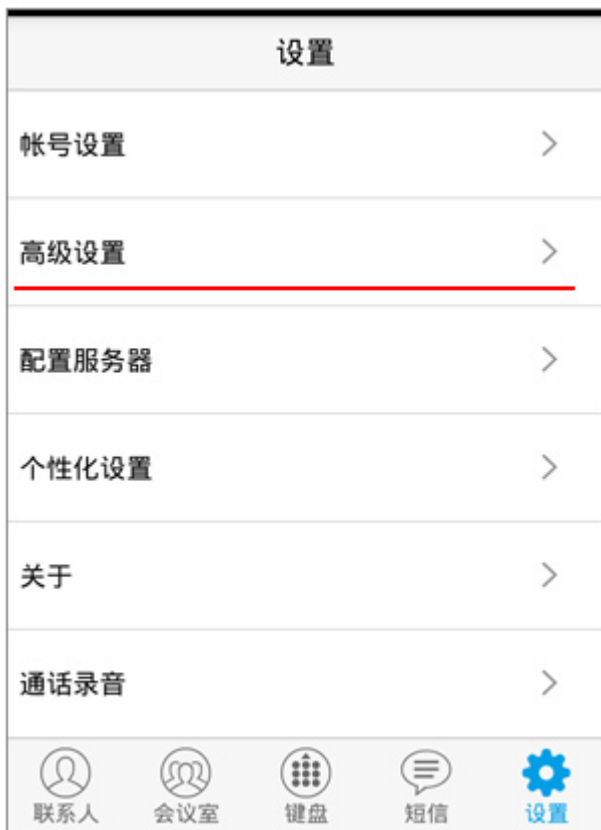 设置
帐号设置
高级设置
配置服务器
个性化设置
关于
通话录音
联系人 会议室 键盘 短信 设置